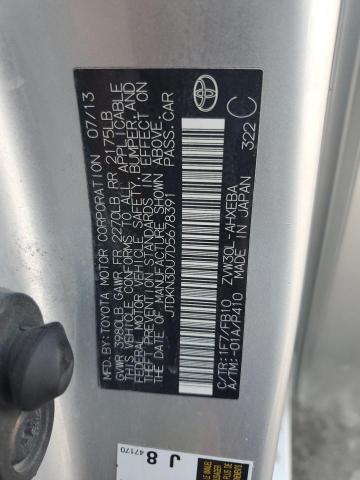 MFD.BY:TOYOTA MOTOR CORPORATION 07/13
GVWR 3980LB GAWR FR 2270LB RR 2175LB
THIS VEHICLE CONFORMS TO ALL APPLICABLE
FEDERAL MOTOR VEHICLE SAFETY, BUMPER, AND
THEFT PREVENTION STANDARDS IN EFFECT ON
THE DATE OF MANUFACTURE SHOWN ABOVE.
JTDKN3DU7D5678391 PASS. CAR
C/TR:1F7/FB10 ZVW30L-AHXEBA
A/TM:-01A/P410 MADE IN JAPAN
322 C
TOYOTA
J 8
47170